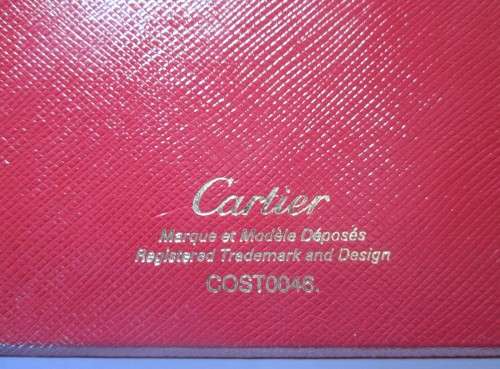 Cartier
Marque et Modèle Déposés
Registered Trademark and Design
COST0046.